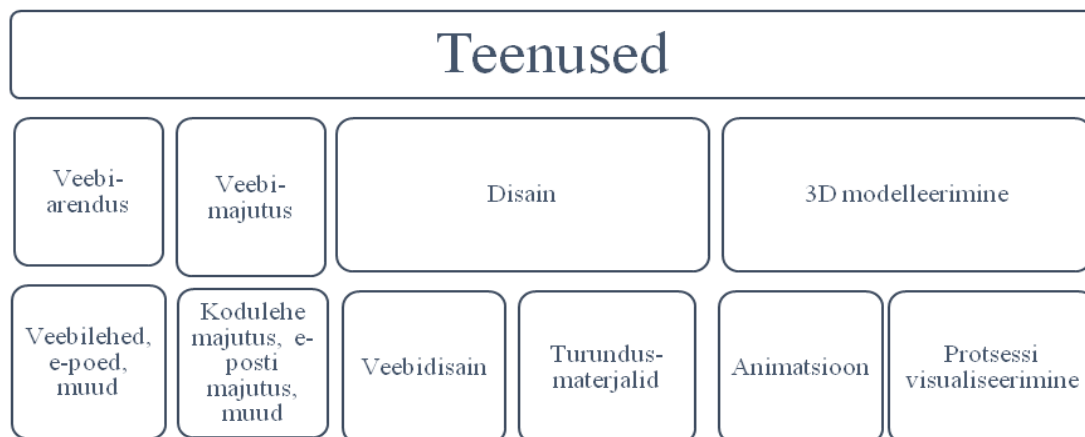 Teenused
Veebi-
arendus
Veebi-
majutus
Disain
3D modelleerimine
Veebilehed,
e-poed,
muud
Kodulehe
majutus, e-
posti
majutus,
muud
Veebidisain
Turundus-
materjalid
Animatsioon
Protsessi
visualiseerimine